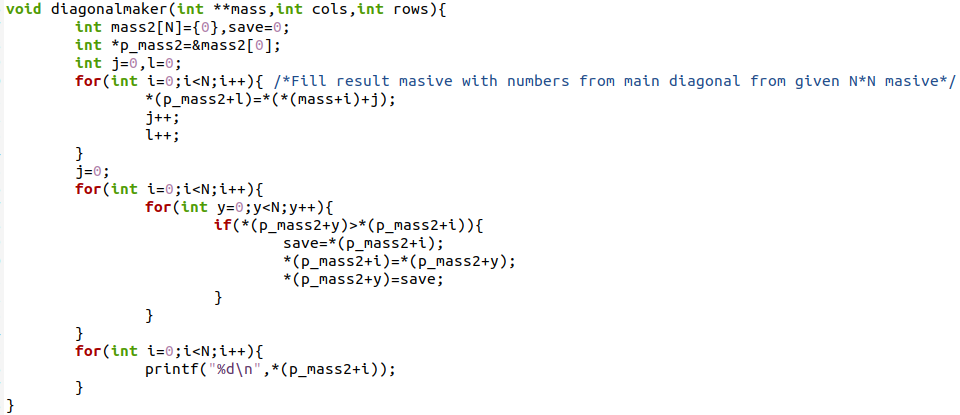 void diagonalmaker(int **mass,int cols,int rows){
        int mass2[N]={0},save=0;
        int *p_mass2=&mass2[0];
        int j=0,l=0;
        for(int i=0;i<N;i++){ /*Fill result masive with numbers from main diagonal from given N*N masive*/
                *(p_mass2+l)=*(*(mass+i)+j);
                j++;
                l++;
        }
        j=0;
        for(int i=0;i<N;i++){
                for(int y=0;y<N;y++){
                        if(*(p_mass2+y)>*(p_mass2+i)){
                                save=*(p_mass2+i);
                                *(p_mass2+i)=*(p_mass2+y);
                                *(p_mass2+y)=save;
                        }
                }
        }
        for(int i=0;i<N;i++){
                printf("%d\n",*(p_mass2+i));
        }
}